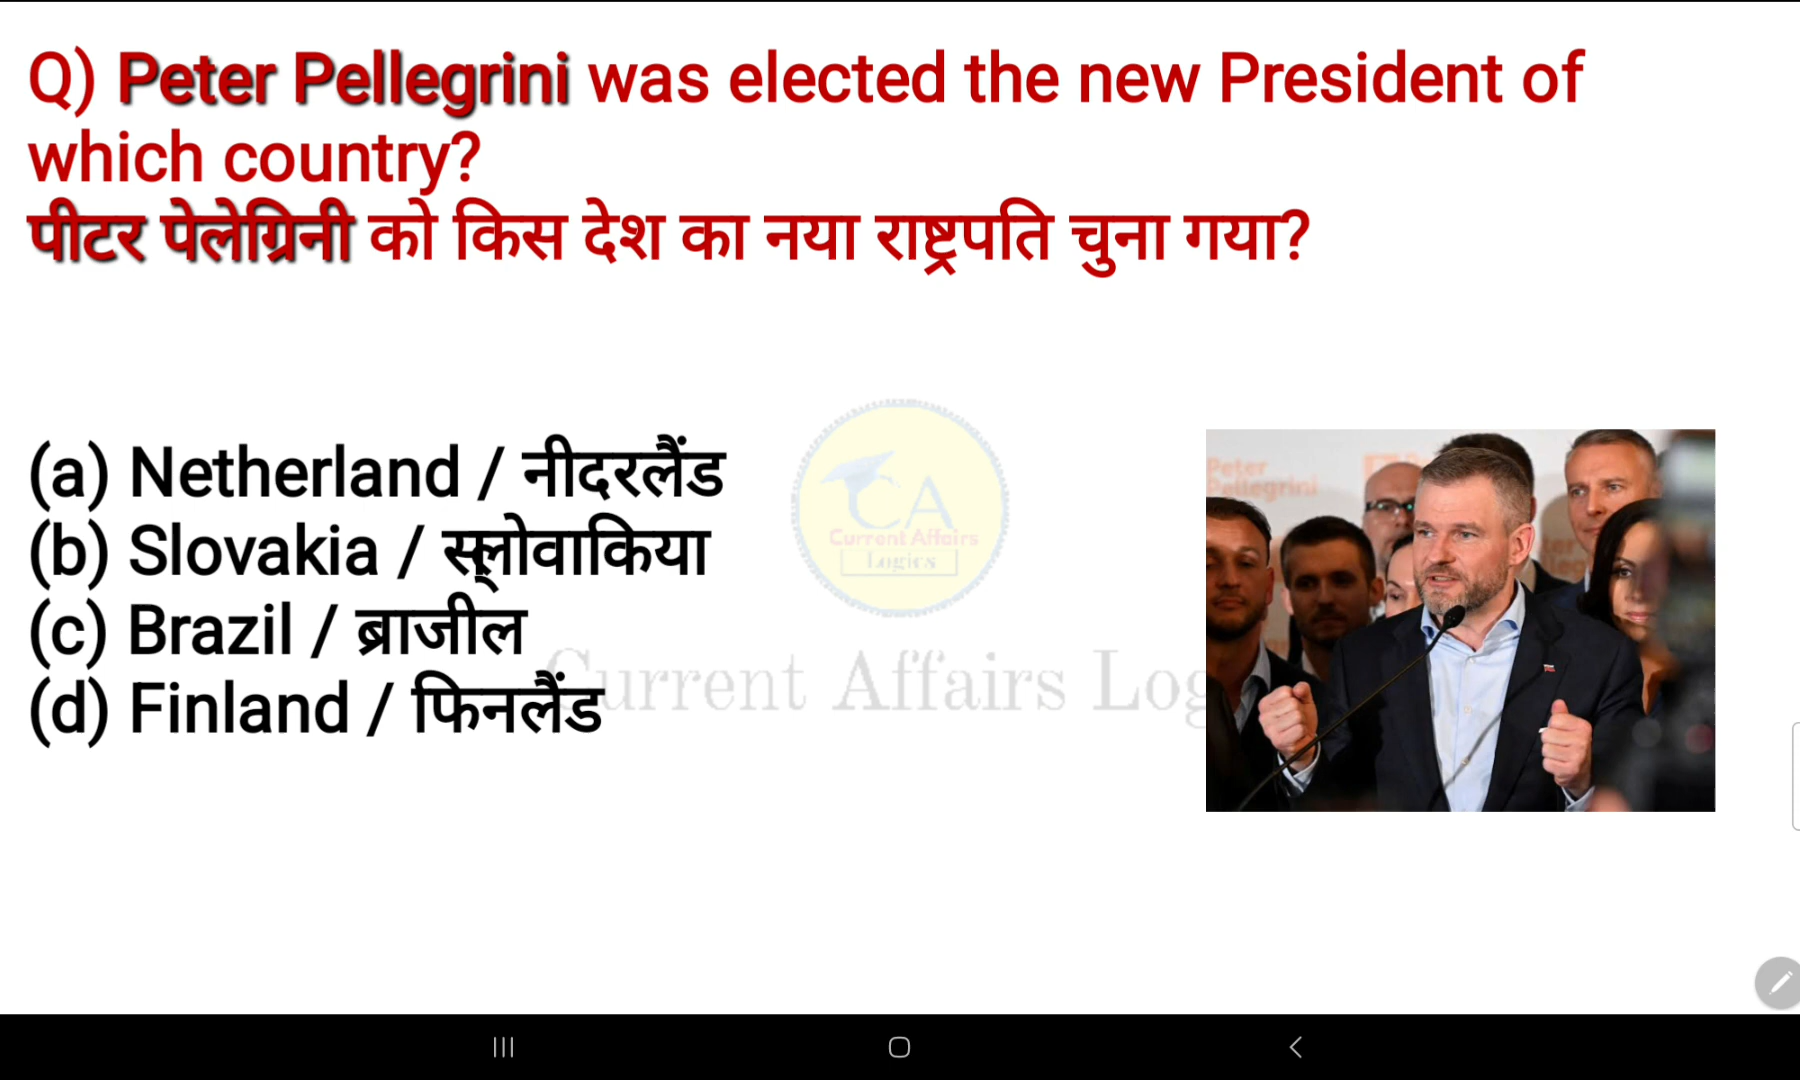 Q) Peter Pellegrini was elected the new President of
which country?
पीटर पेलेग्रिनी को किस देश का नया राष्ट्रपति चुना गया?
(a) Netherland / नीदरलैंड
(b) Slovakia / स्लोवाकिया
(c) Brazil / ब्राजील
(d) Finland / फिनलैंड
CA
Current Affairs
Logics
Current Affairs Log
Peter
Pellegrini